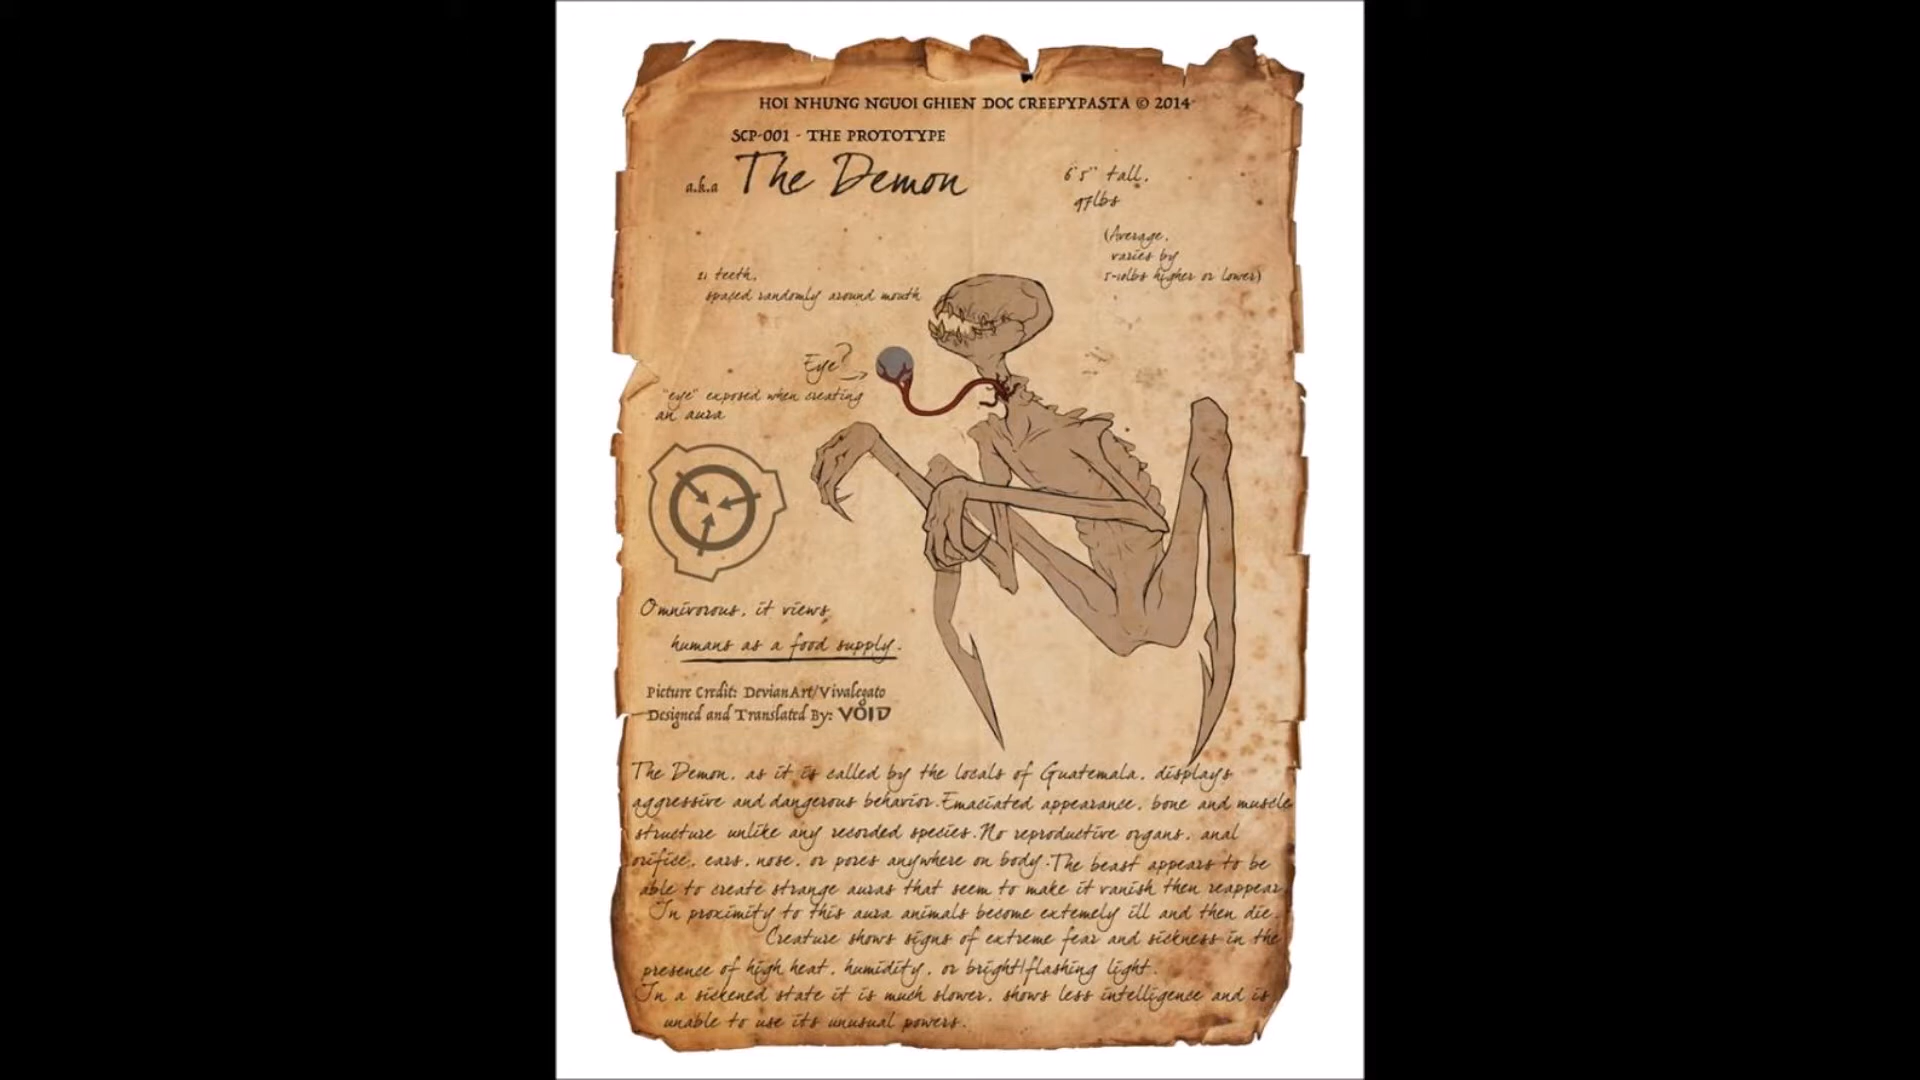 HOI NHUNG NGUOI GHIEN DOC CREEPYPASTA © 2014
SCP-001 - THE PROTOTYPE
a.k.a The Demon
6'5" tall,
97lbs
(Average,
varies by
5-10lbs higher or lower)
21 teeth,
spaced randomly around mouth
Eye?
"eye" exposed when creating
an aura
Omnivorous, it views
humans as a food supply.
Picture Credit: DevianArt/Vivalegato
Designed and Translated By: VOID
The Demon, as it is called by the locals of Guatemala, displays
aggressive and dangerous behavior. Emaciated appearance, bone and muscle
structure unlike any recorded species. No reproductive organs, anal
orifice, ears, nose, or pores anywhere on body. The beast appears to be
able to create strange auras that seem to make it vanish then reappear.
In proximity to this aura animals become extemely ill and then die.
Creature shows signs of extreme fear and sickness in the
presence of high heat, humidity, or bright/flashing light.
In a sickened state it is much slower, shows less intelligence and is
unable to use its unusual powers.